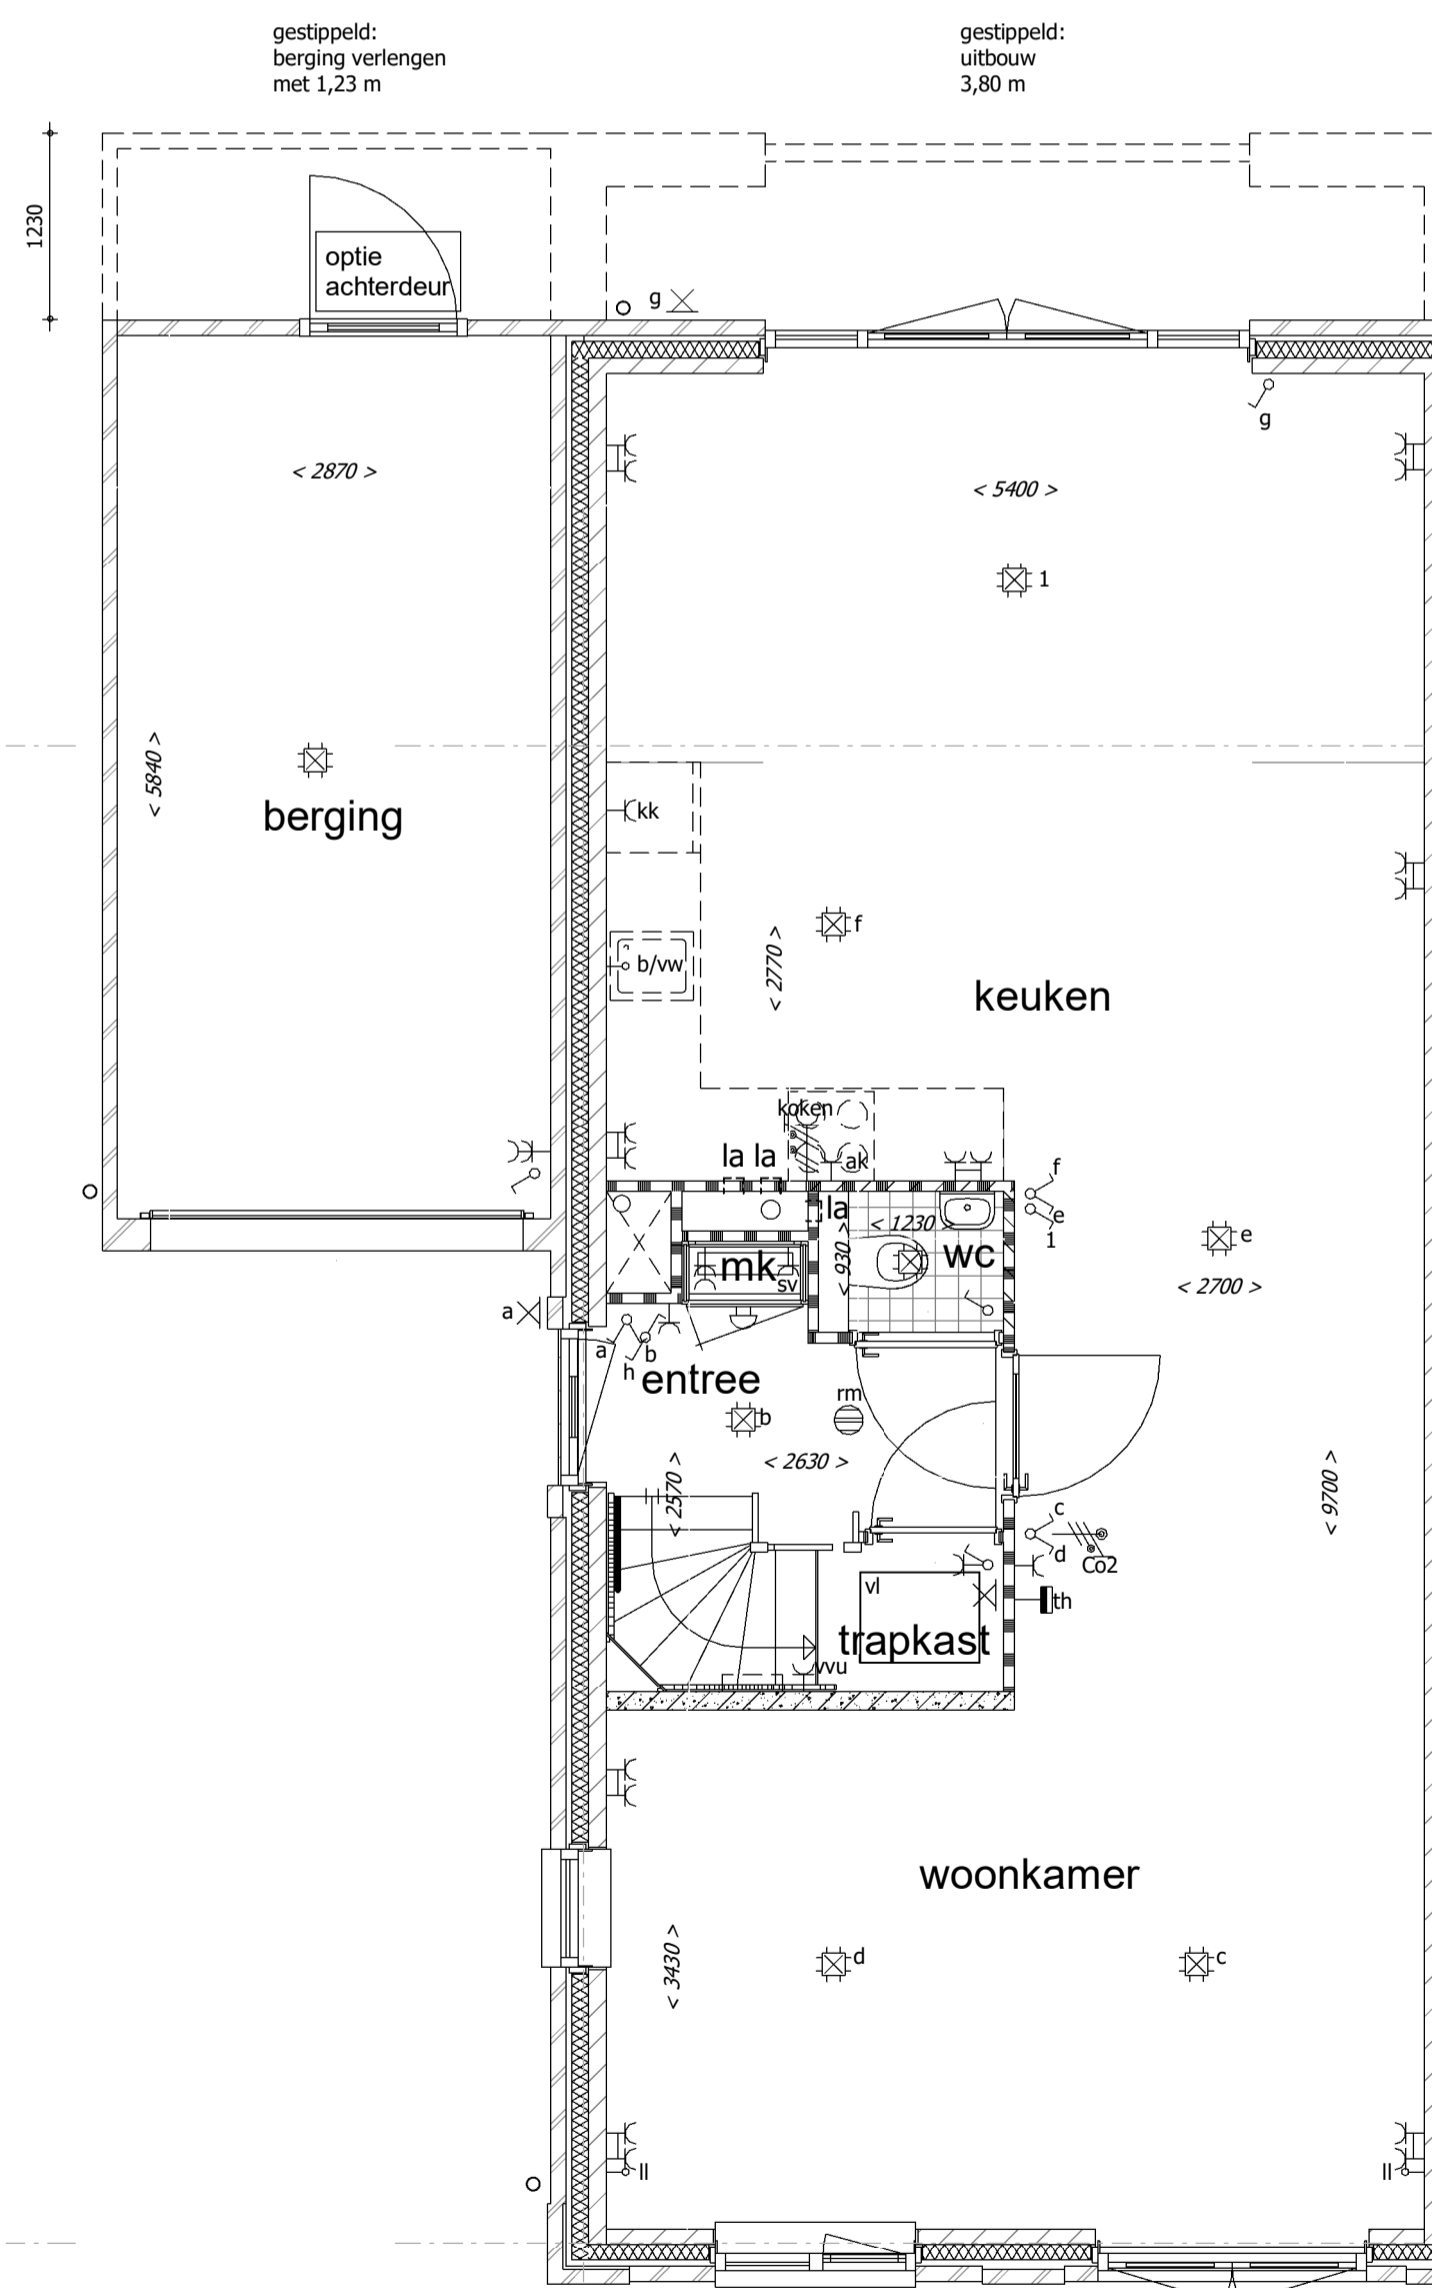 gestippeld:
berging verlengen
met 1,23 m
gestippeld:
uitbouw
3,80 m
1230
optie
achterdeur
g
g
< 2870 >
< 5400 >
1
< 5840 >
berging
kk
f
b/vw
< 2770 >
keuken
koken
la la
ak
f
e
1
la
< 1230 >
< 930 >
wc
mk
sv
e
< 2700 >
a
a
h
b
entree
b
rm
< 2630 >
< 2570 >
< 9700 >
c
d
Co2
th
vl
trapkast
vvu
woonkamer
< 3430 >
d
c
ll
ll